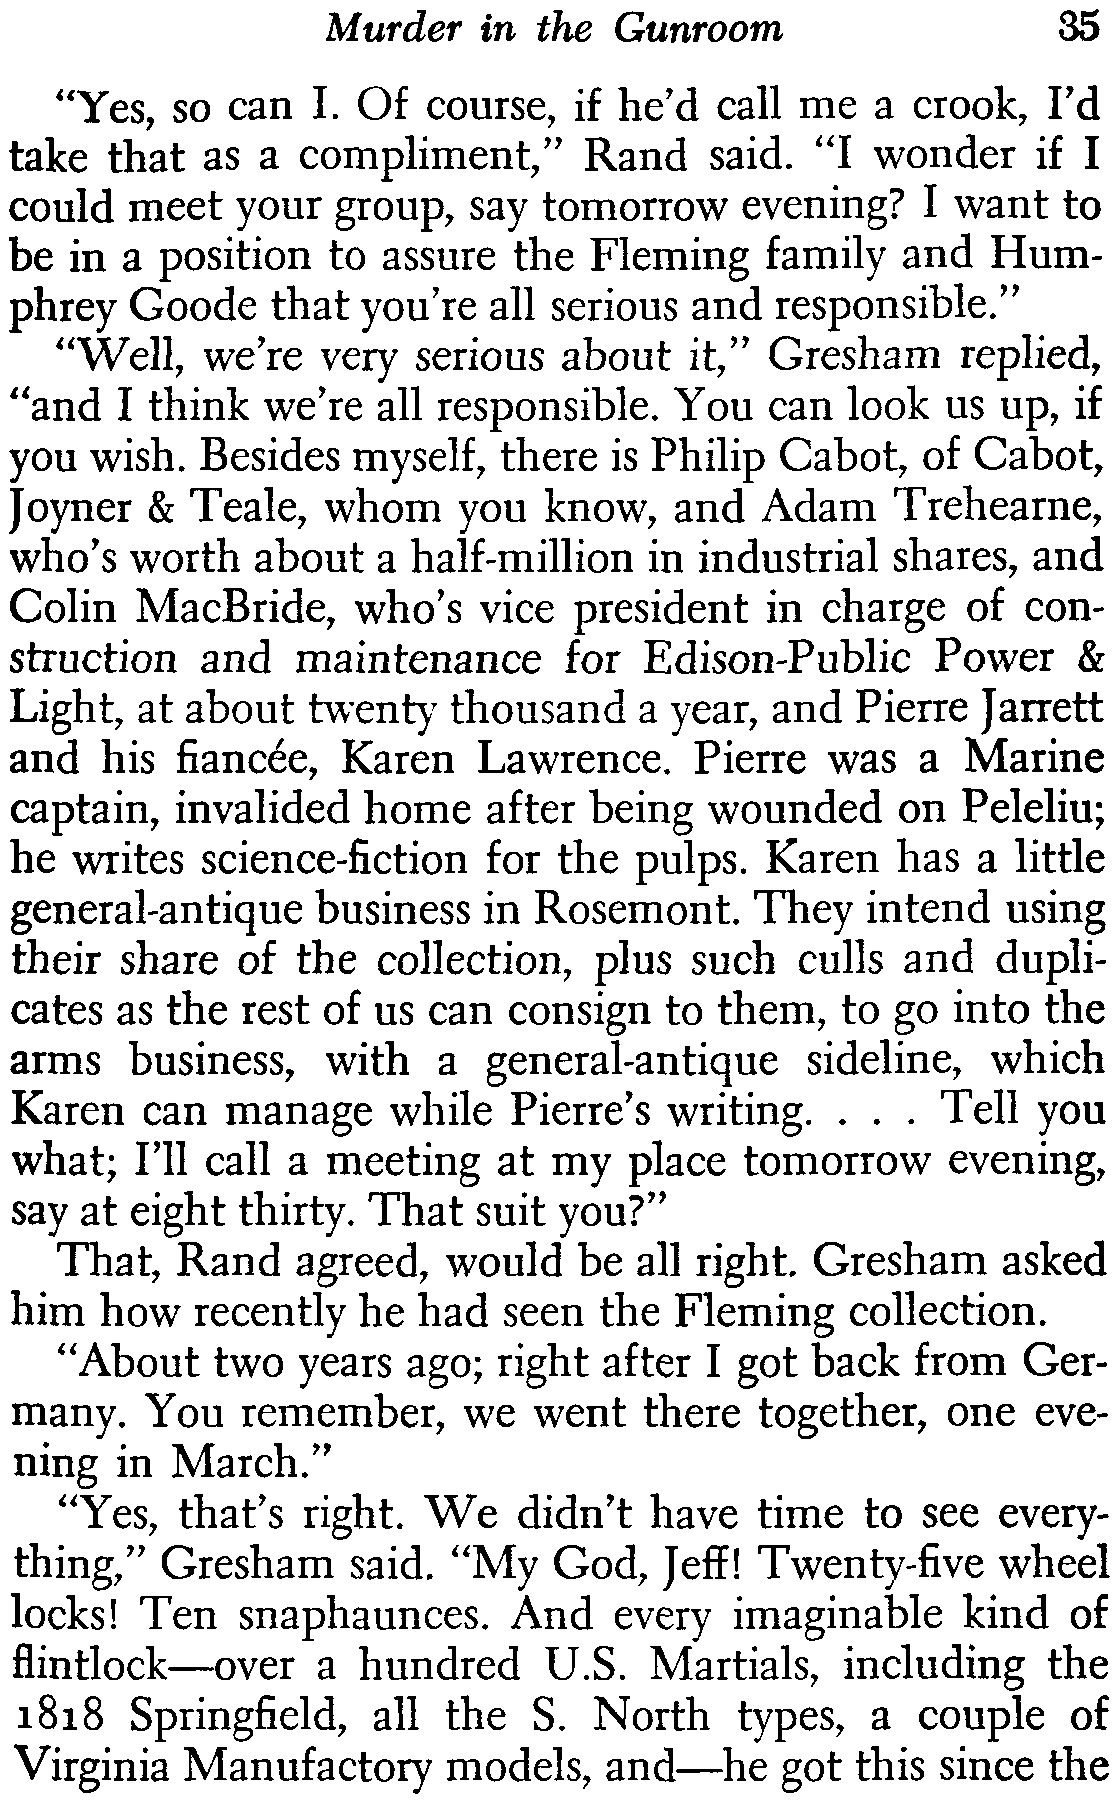 Murder in the Gunroom 35
“Yes, so can I. Of course, if he’d call me a crook, I’d
take that as a compliment,” Rand said. “I wonder if I
could meet your group, say tomorrow evening? I want to
be in a position to assure the Fleming family and Hum-
phrey Goode that you’re all serious and responsible.”
“Well, we’re very serious about it,” Gresham replied,
“and I think we’re all responsible. You can look us up, if
you wish. Besides myself, there is Philip Cabot, of Cabot,
Joyner & Teale, whom you know, and Adam Trehearne,
who’s worth about a half-million in industrial shares, and
Colin MacBride, who’s vice president in charge of con-
struction and maintenance for Edison-Public Power &
Light, at about twenty thousand a year, and Pierre Jarrett
and his fiancée, Karen Lawrence. Pierre was a Marine
captain, invalided home after being wounded on Peleliu;
he writes science-fiction for the pulps. Karen has a little
general-antique business in Rosemont. They intend using
their share of the collection, plus such culls and dupli-
cates as the rest of us can consign to them, to go into the
arms business, with a general-antique sideline, which
Karen can manage while Pierre’s writing. . . . Tell you
what; I’ll call a meeting at my place tomorrow evening,
say at eight thirty. That suit you?”
That, Rand agreed, would be all right. Gresham asked
him how recently he had seen the Fleming collection.
“About two years ago; right after I got back from Ger-
many. You remember, we went there together, one eve-
ning in March.”
“Yes, that’s right. We didn’t have time to see every-
thing,” Gresham said. “My God, Jeff! Twenty-five wheel
locks! Ten snaphaunces. And every imaginable kind of
flintlock—over a hundred U.S. Martials, including the
1818 Springfield, all the S. North types, a couple of
Virginia Manufactory models, and—he got this since the